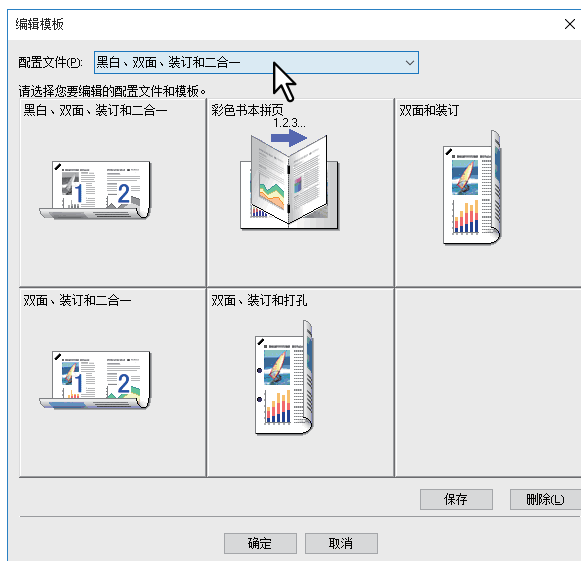 编辑模板
配置文件(P):
黑白、双面、装订和二合一
请选择您要编辑的配置文件和模板。
黑白、双面、装订和二合一
彩色书本拼页
双面和装订
1.2.3...
1 2
双面、装订和二合一
双面、装订和打孔
1 2
保存
删除(L)
确定
取消